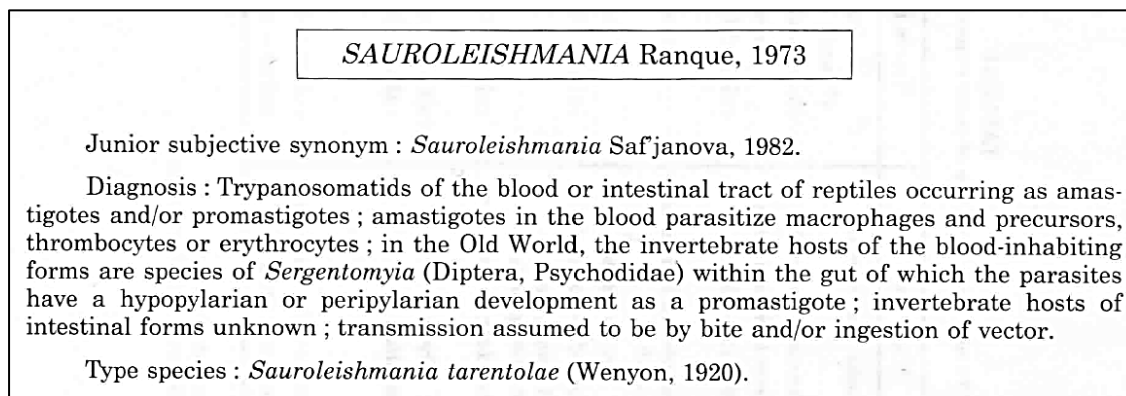 SAUROLEISHMANIA Ranque, 1973
Junior subjective synonym : Sauroleishmania Saf'janova, 1982.
Diagnosis : Trypanosomatids of the blood or intestinal tract of reptiles occurring as amas-
tigotes and/or promastigotes ; amastigotes in the blood parasitize macrophages and precursors,
thrombocytes or erythrocytes ; in the Old World, the invertebrate hosts of the blood-inhabiting
forms are species of Sergentomyia (Diptera, Psychodidae) within the gut of which the parasites
have a hypopylarian or peripylarian development as a promastigote ; invertebrate hosts of
intestinal forms unknown ; transmission assumed to be by bite and/or ingestion of vector.
Type species : Sauroleishmania tarentolae (Wenyon, 1920).